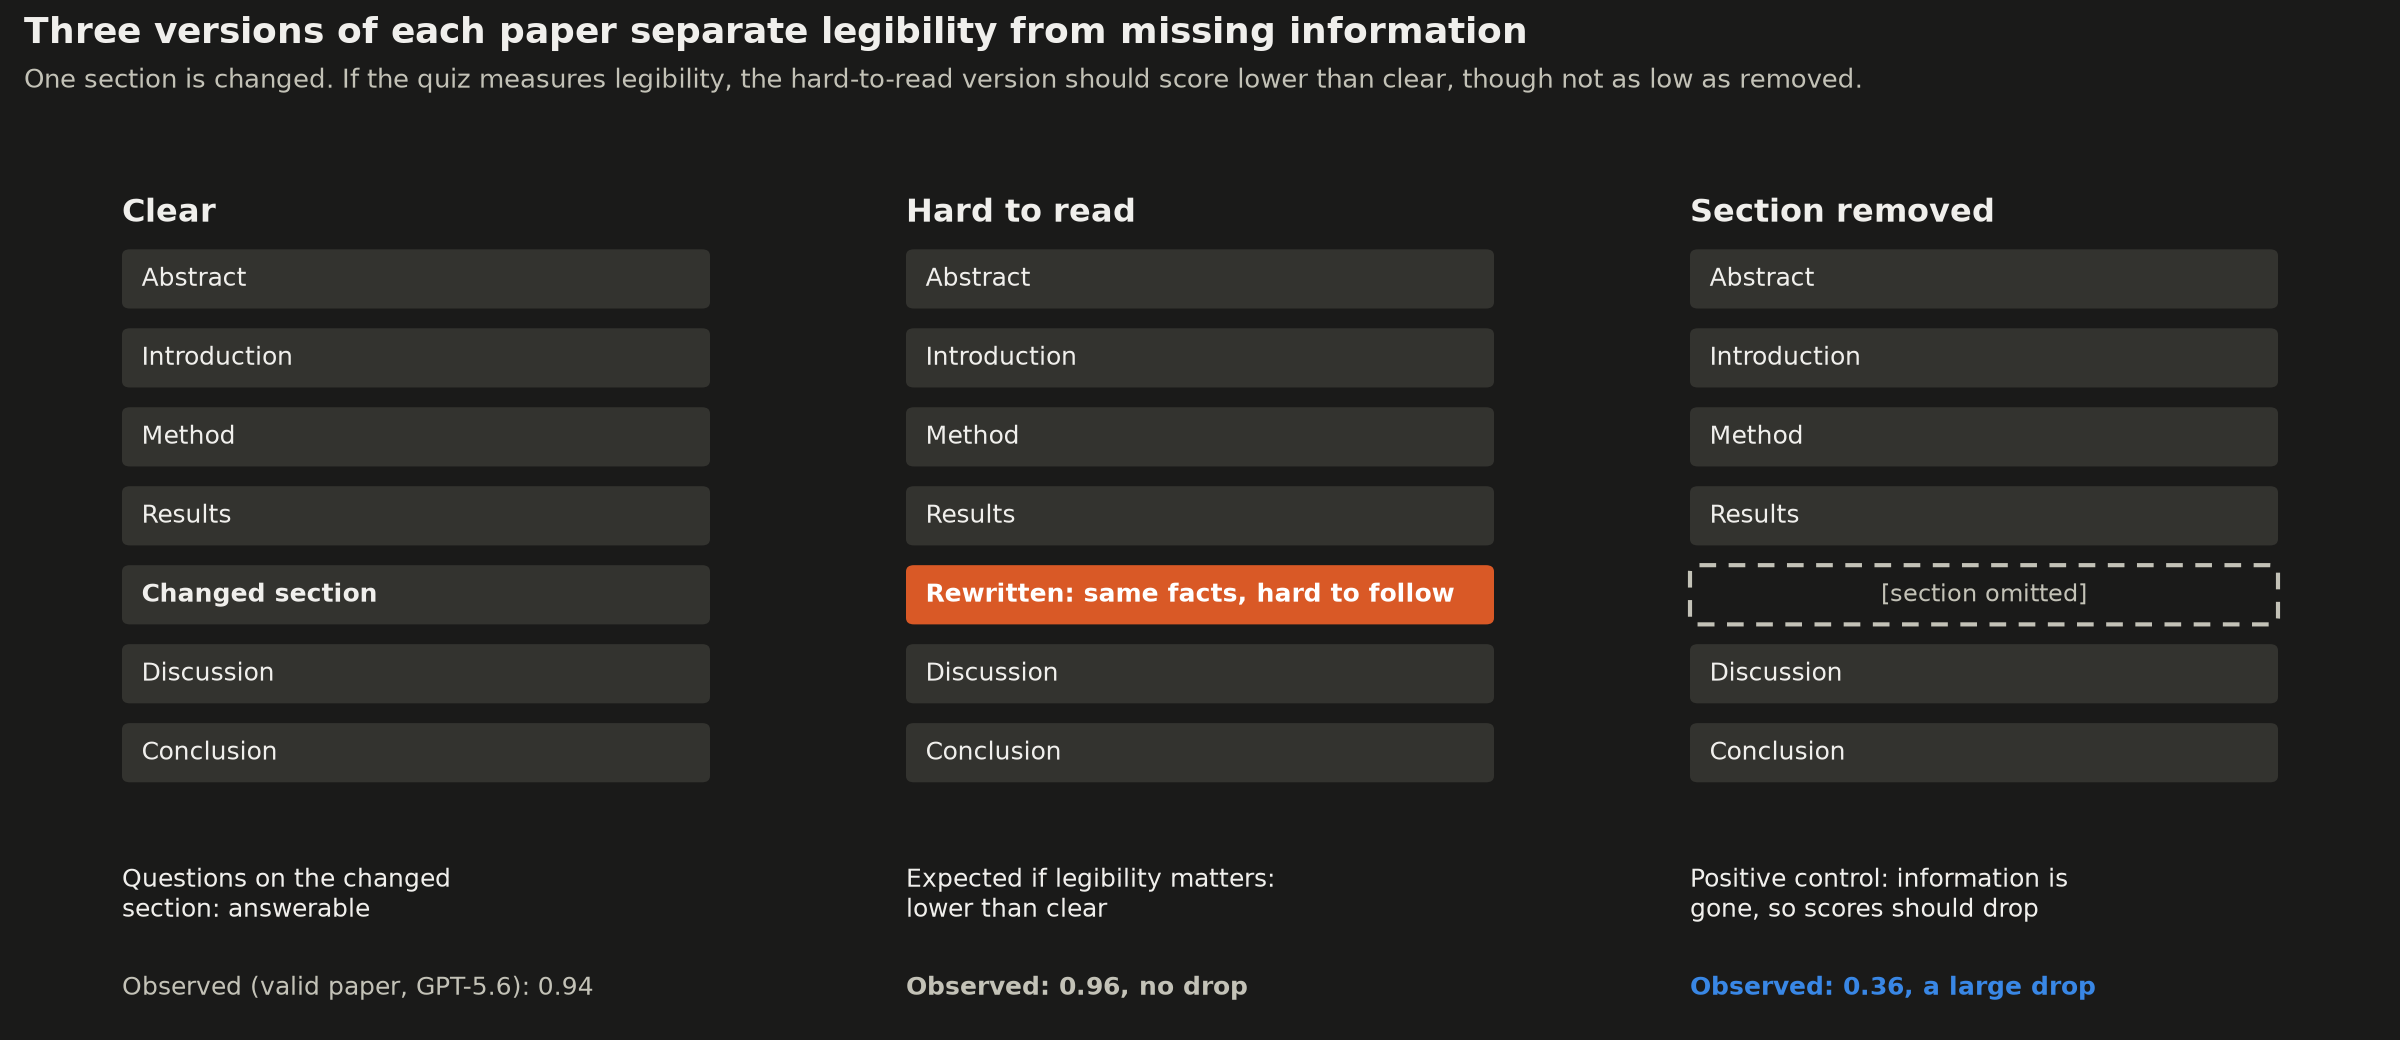 Three versions of each paper separate legibility from missing information
One section is changed. If the quiz measures legibility, the hard-to-read version should score lower than clear, though not as low as removed.
Clear
Abstract
Introduction
Method
Results
Changed section
Discussion
Conclusion
Questions on the changed
section: answerable
Observed (valid paper, GPT-5.6): 0.94
Hard to read
Abstract
Introduction
Method
Results
Rewritten: same facts, hard to follow
Discussion
Conclusion
Expected if legibility matters:
lower than clear
Observed: 0.96, no drop
Section removed
Abstract
Introduction
Method
Results
[section omitted]
Discussion
Conclusion
Positive control: information is
gone, so scores should drop
Observed: 0.36, a large drop